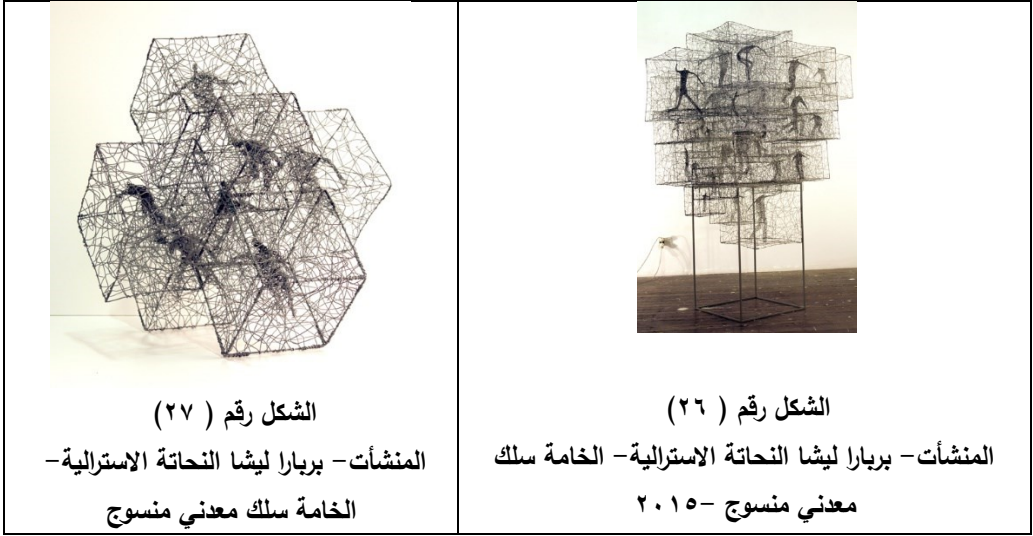 الشكل رقم ( ٢٦)
المنشأت- بربارا ليشا النحاتة الاسترالية- الخامة سلك
معدني منسوج -٢٠١5
الشكل رقم ( ٢٧)
المنشأت- بربارا ليشا النحاتة الاسترالية-
الخامة سلك معدني منسوج